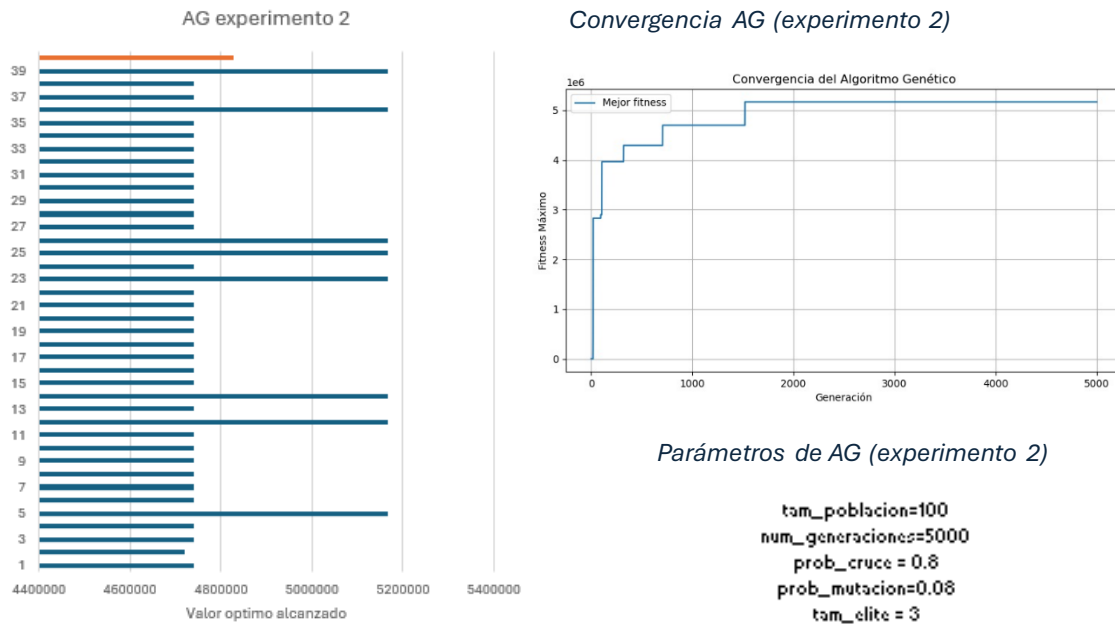 AG experimento 2
39
37
35
33
31
29
27
25
23
21
19
17
15
13
11
9
7
5
3
1
4400000 4600000 4800000 5000000 5200000 5400000
Valor optimo alcanzado
Convergencia AG (experimento 2)
Convergencia del Algoritmo Genético
1e6
Mejor fitness
5
4
3
2
1
0
Fitness Máximo
0 1000 2000 3000 4000 5000
Generación
Parámetros de AG (experimento 2)
tam_poblacion=100
num_generaciones=5000
prob_cruce = 0.8
prob_mutacion=0.08
tam_elite = 3